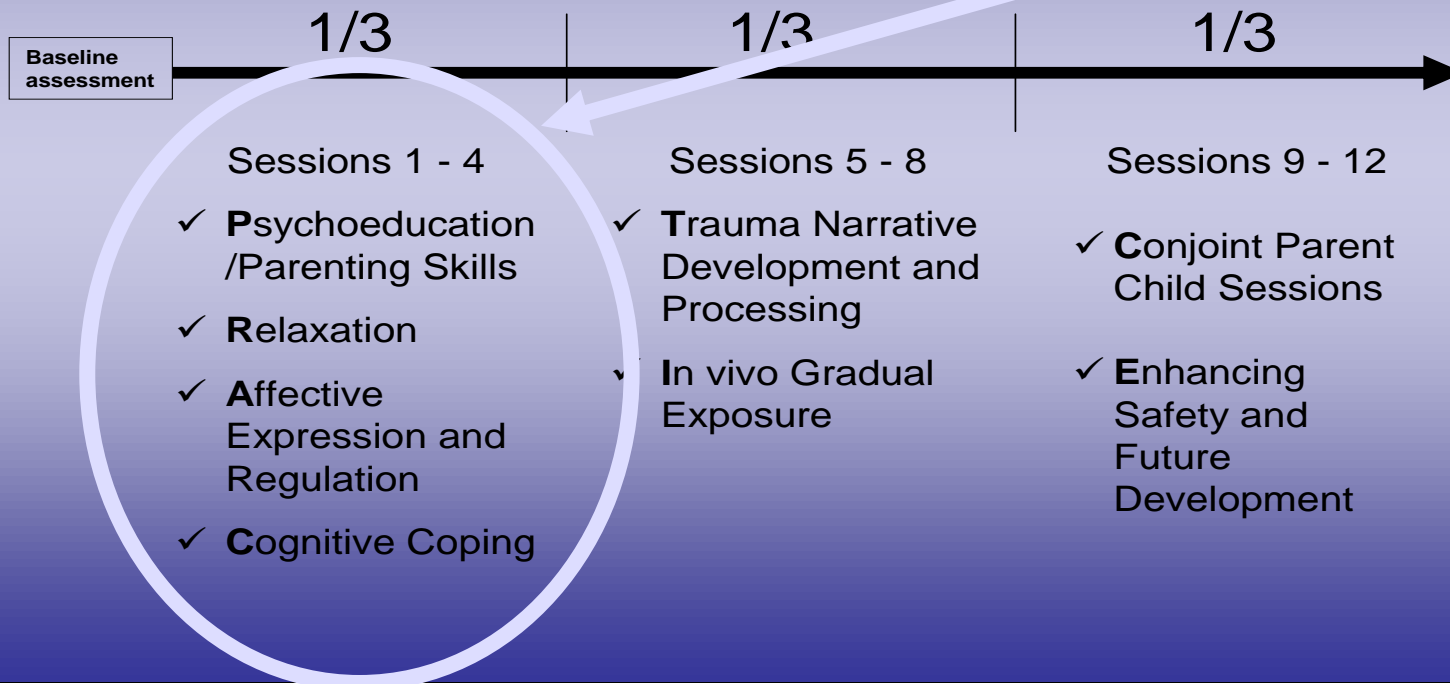 1/3
1/3
1/3
Baseline
assessment
Sessions 1 - 4
✓ Psychoeducation
/Parenting Skills
✓ Relaxation
✓ Affective
Expression and
Regulation
✓ Cognitive Coping
Sessions 5 - 8
✓ Trauma Narrative
Development and
Processing
✓ In vivo Gradual
Exposure
Sessions 9 - 12
✓ Conjoint Parent
Child Sessions
✓ Enhancing
Safety and
Future
Development